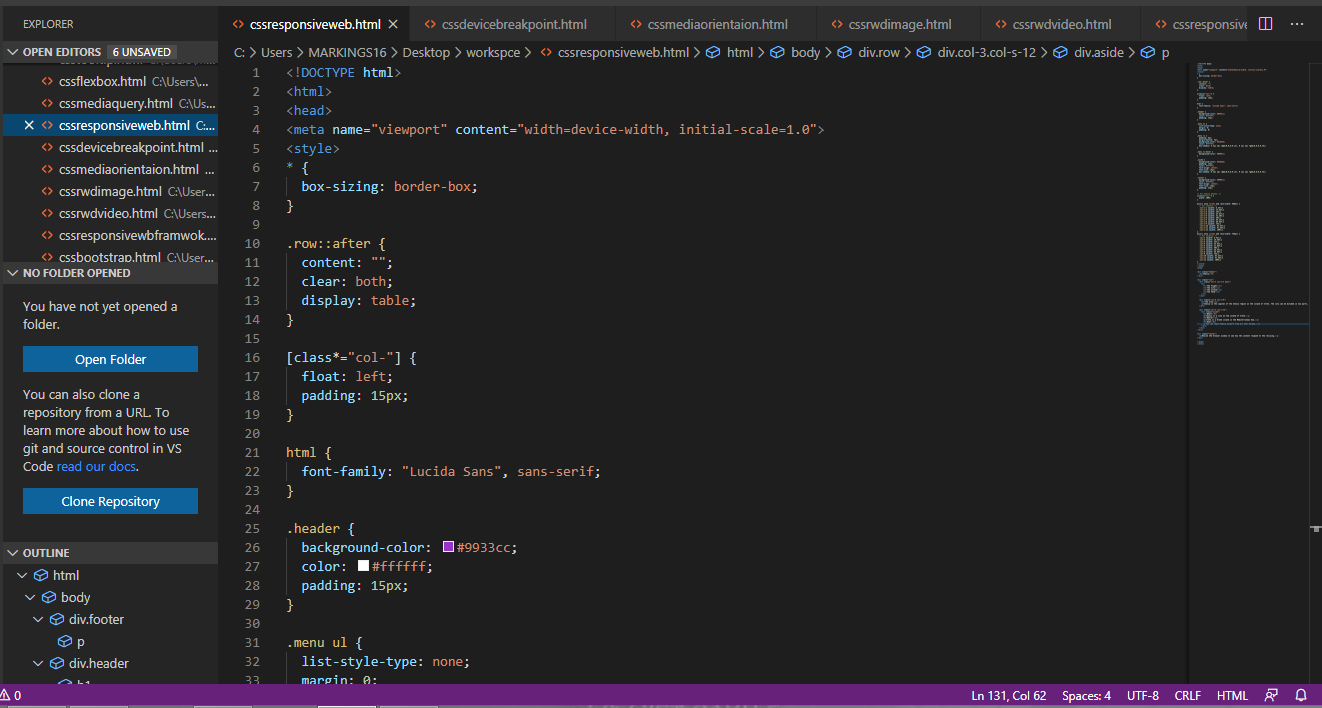 EXPLORER
OPEN EDITORS 6 UNSAVED
cssflexbox.html C:\Users\...
cssmediaquery.html C:\Us...
cssresponsiveweb.html C:...
cssdevicebreakpoint.html ...
cssmediaorientaion.html ...
cssrwdimage.html C:\User...
cssrwdvideo.html C:\Users...
cssresponsivewbframwok....
cssbootstrap.html C:\User...
NO FOLDER OPENED
You have not yet opened a
folder.
Open Folder
You can also clone a
repository from a URL. To
learn more about how to use
git and source control in VS
Code read our docs.
Clone Repository
OUTLINE
html
body
div.footer
p
div.header
h1
cssresponsiveweb.html cssdevicebreakpoint.html cssmediaorientaion.html cssrwdimage.html cssrwdvideo.html cssresponsive
C: > Users > MARKINGS16 > Desktop > workspce > cssresponsiveweb.html > html > body > div.row > div.col-3.col-s-12 > div.aside > p
1 <!DOCTYPE html>
2 <html>
3 <head>
4 <meta name="viewport" content="width=device-width, initial-scale=1.0">
5 <style>
6 * {
7 box-sizing: border-box;
8 }
9
10 .row::after {
11 content: "";
12 clear: both;
13 display: table;
14 }
15
16 [class*="col-"] {
17 float: left;
18 padding: 15px;
19 }
20
21 html {
22 font-family: "Lucida Sans", sans-serif;
23 }
24
25 .header {
26 background-color: #9933cc;
27 color: #ffffff;
28 padding: 15px;
29 }
30
31 .menu ul {
32 list-style-type: none;
33 margin: 0;
0 Ln 131, Col 62 Spaces: 4 UTF-8 CRLF HTML